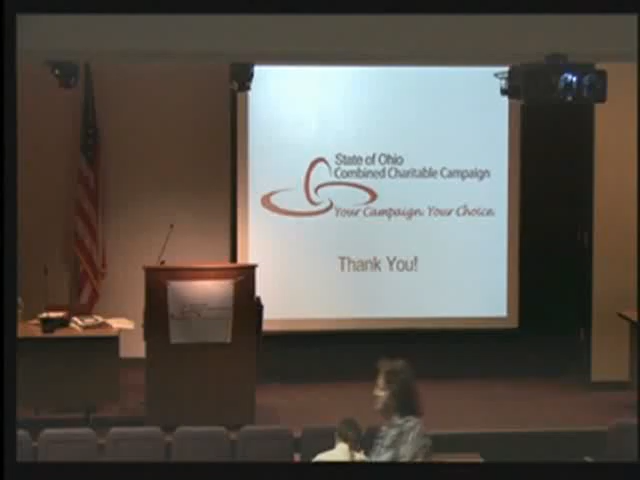 State of Ohio
Combined Charitable Campaign
Your Campaign. Your Choice.
Thank You!